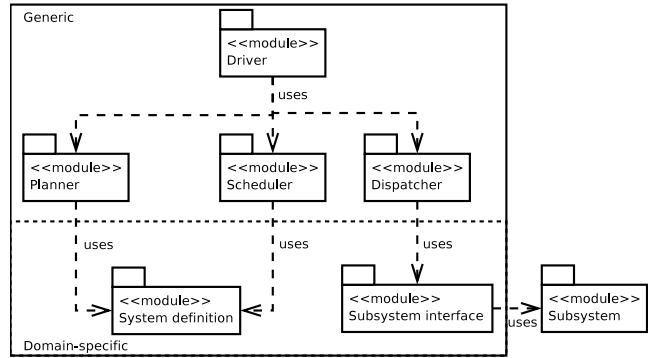 Generic
<<module>>
Driver
uses
<<module>>
Planner
<<module>>
Scheduler
<<module>>
Dispatcher
uses
uses
uses
<<module>>
System definition
<<module>>
Subsystem interface
uses
<<module>>
Subsystem
Domain-specific